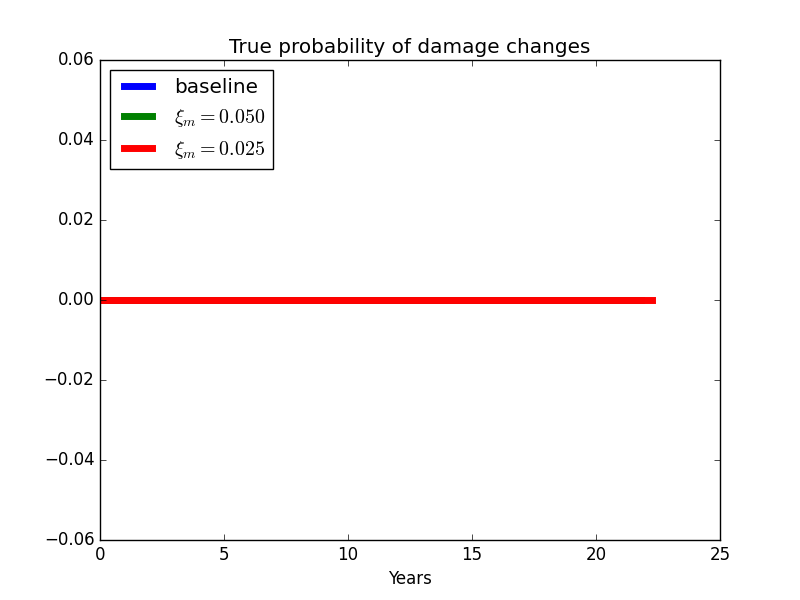 True probability of damage changes
baseline
ξₘ = 0.050
ξₘ = 0.025
0.06
0.04
0.02
0.00
−0.02
−0.04
−0.06
0 5 10 15 20 25
Years